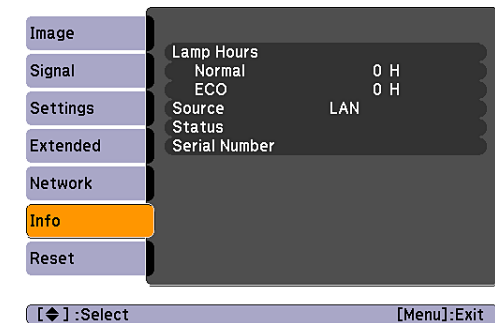 Image
Signal
Settings
Extended
Network
Info
Reset
Lamp Hours
Normal 0 H
ECO 0 H
Source LAN
Status
Serial Number
[◆] :Select [Menu]:Exit